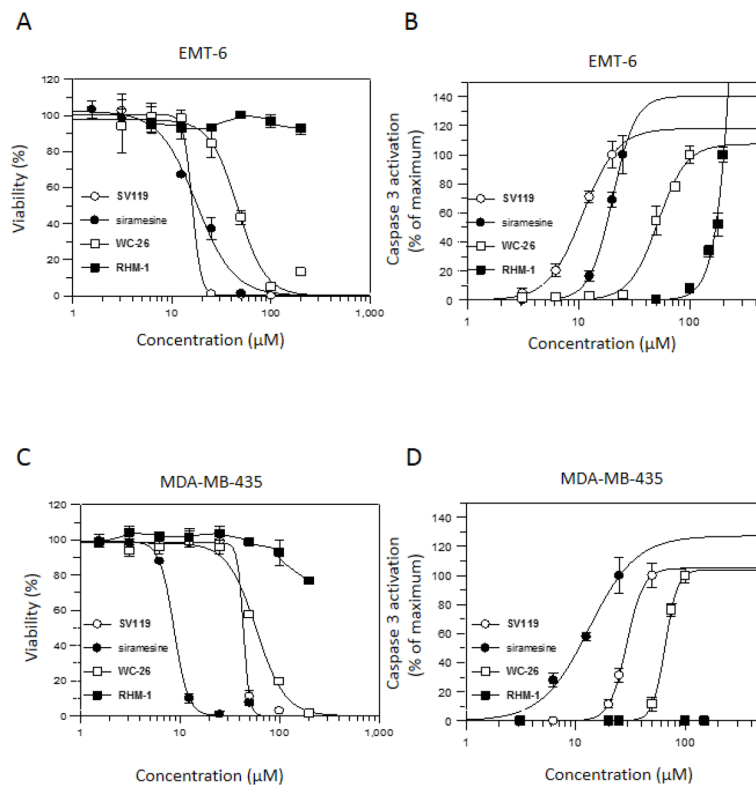 A
EMT-6
120
100
80
60
40
20
0
1
10
100
1,000
Viability (%)
Concentration (µM)
SV119
siramesine
WC-26
RHM-1
B
EMT-6
140
120
100
80
60
40
20
0
1
10
100
Caspase 3 activation
(% of maximum)
Concentration (µM)
SV119
siramesine
WC-26
RHM-1
C
MDA-MB-435
120
100
80
60
40
20
0
1
10
100
1,000
Viability (%)
Concentration (µM)
SV119
siramesine
WC-26
RHM-1
D
MDA-MB-435
140
120
100
80
60
40
20
0
1
10
100
Caspase 3 activation
(% of maximum)
Concentration (µM)
SV119
siramesine
WC-26
RHM-1